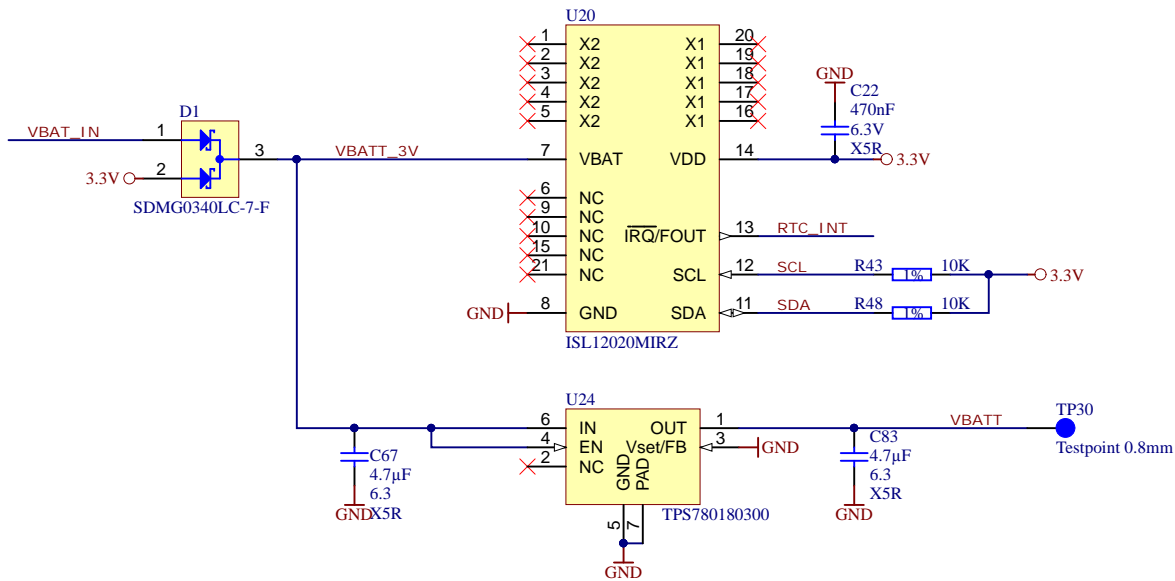 U20
1 X2 X1 20
2 X2 X1 19
3 X2 X1 18
4 X2 X1 17
5 X2 X1 16
GND
C22
470nF
6.3V
X5R
D1
VBAT_IN 1
3 VBATT_3V 7 VBAT VDD 14 3.3V
3.3V 2
SDMG0340LC-7-F
6 NC
9 NC
10 NC IRQ/FOUT 13 RTC_INT
15 NC
21 NC SCL 12 SCL R43 1% 10K 3.3V
GND 8 GND SDA 11 SDA R48 1% 10K
ISL12020MIRZ
U24
6 IN OUT 1 VBATT TP30
4 EN Vset/FB 3 GND Testpoint 0.8mm
2 NC
GND
PAD
5
7
TPS780180300
GND
C67
4.7µF
6.3
X5R
GND
C83
4.7µF
6.3
X5R
GND